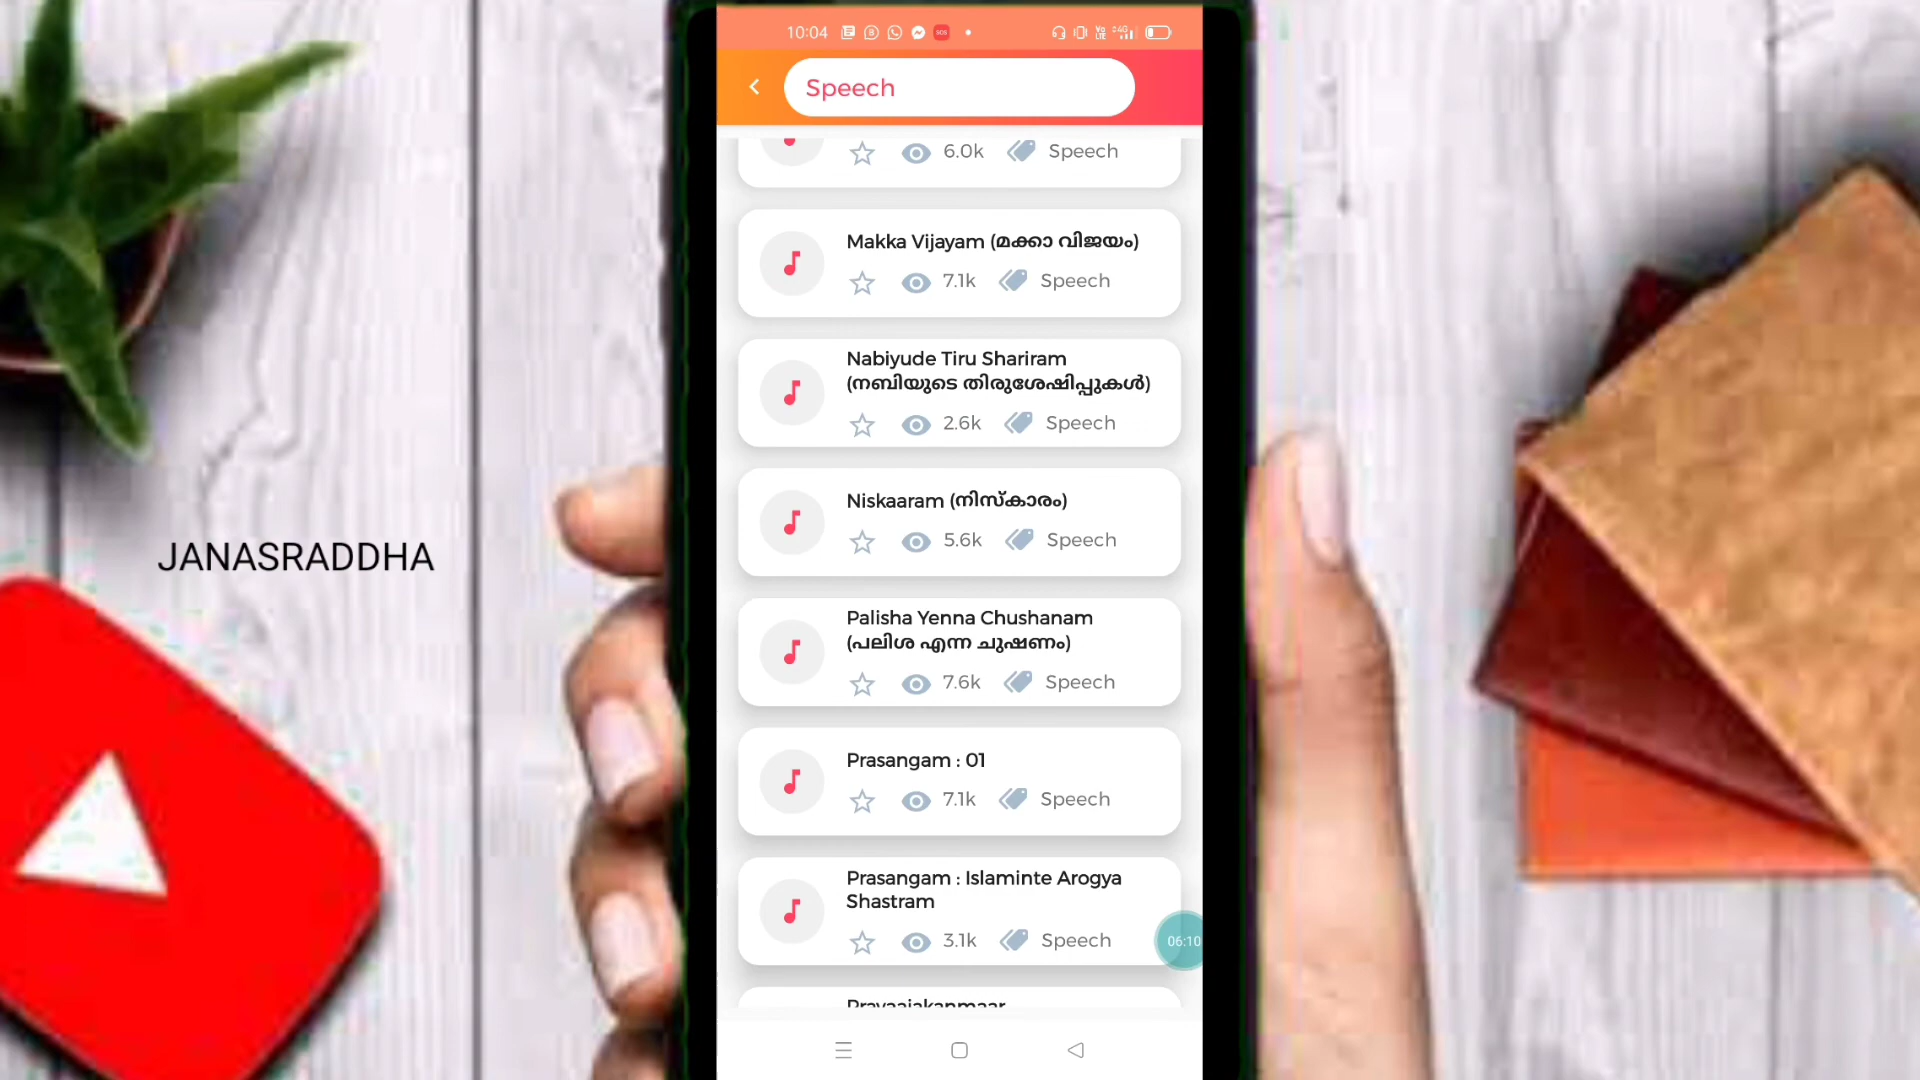 10:04
Speech
6.0k Speech
Makka Vijayam (മക്കാ വിജയം)
7.1k Speech
Nabiyude Tiru Shariram
(നബിയുടെ തിരുശേഷിപ്പുകൾ)
2.6k Speech
Niskaaram (നിസ്കാരം)
5.6k Speech
JANASRADDHA
Palisha Yenna Chushanam
(പലിശ എന്ന ചുഷണം)
7.6k Speech
Prasangam : 01
7.1k Speech
Prasangam : Islaminte Arogya
Shastram
3.1k Speech
06:10